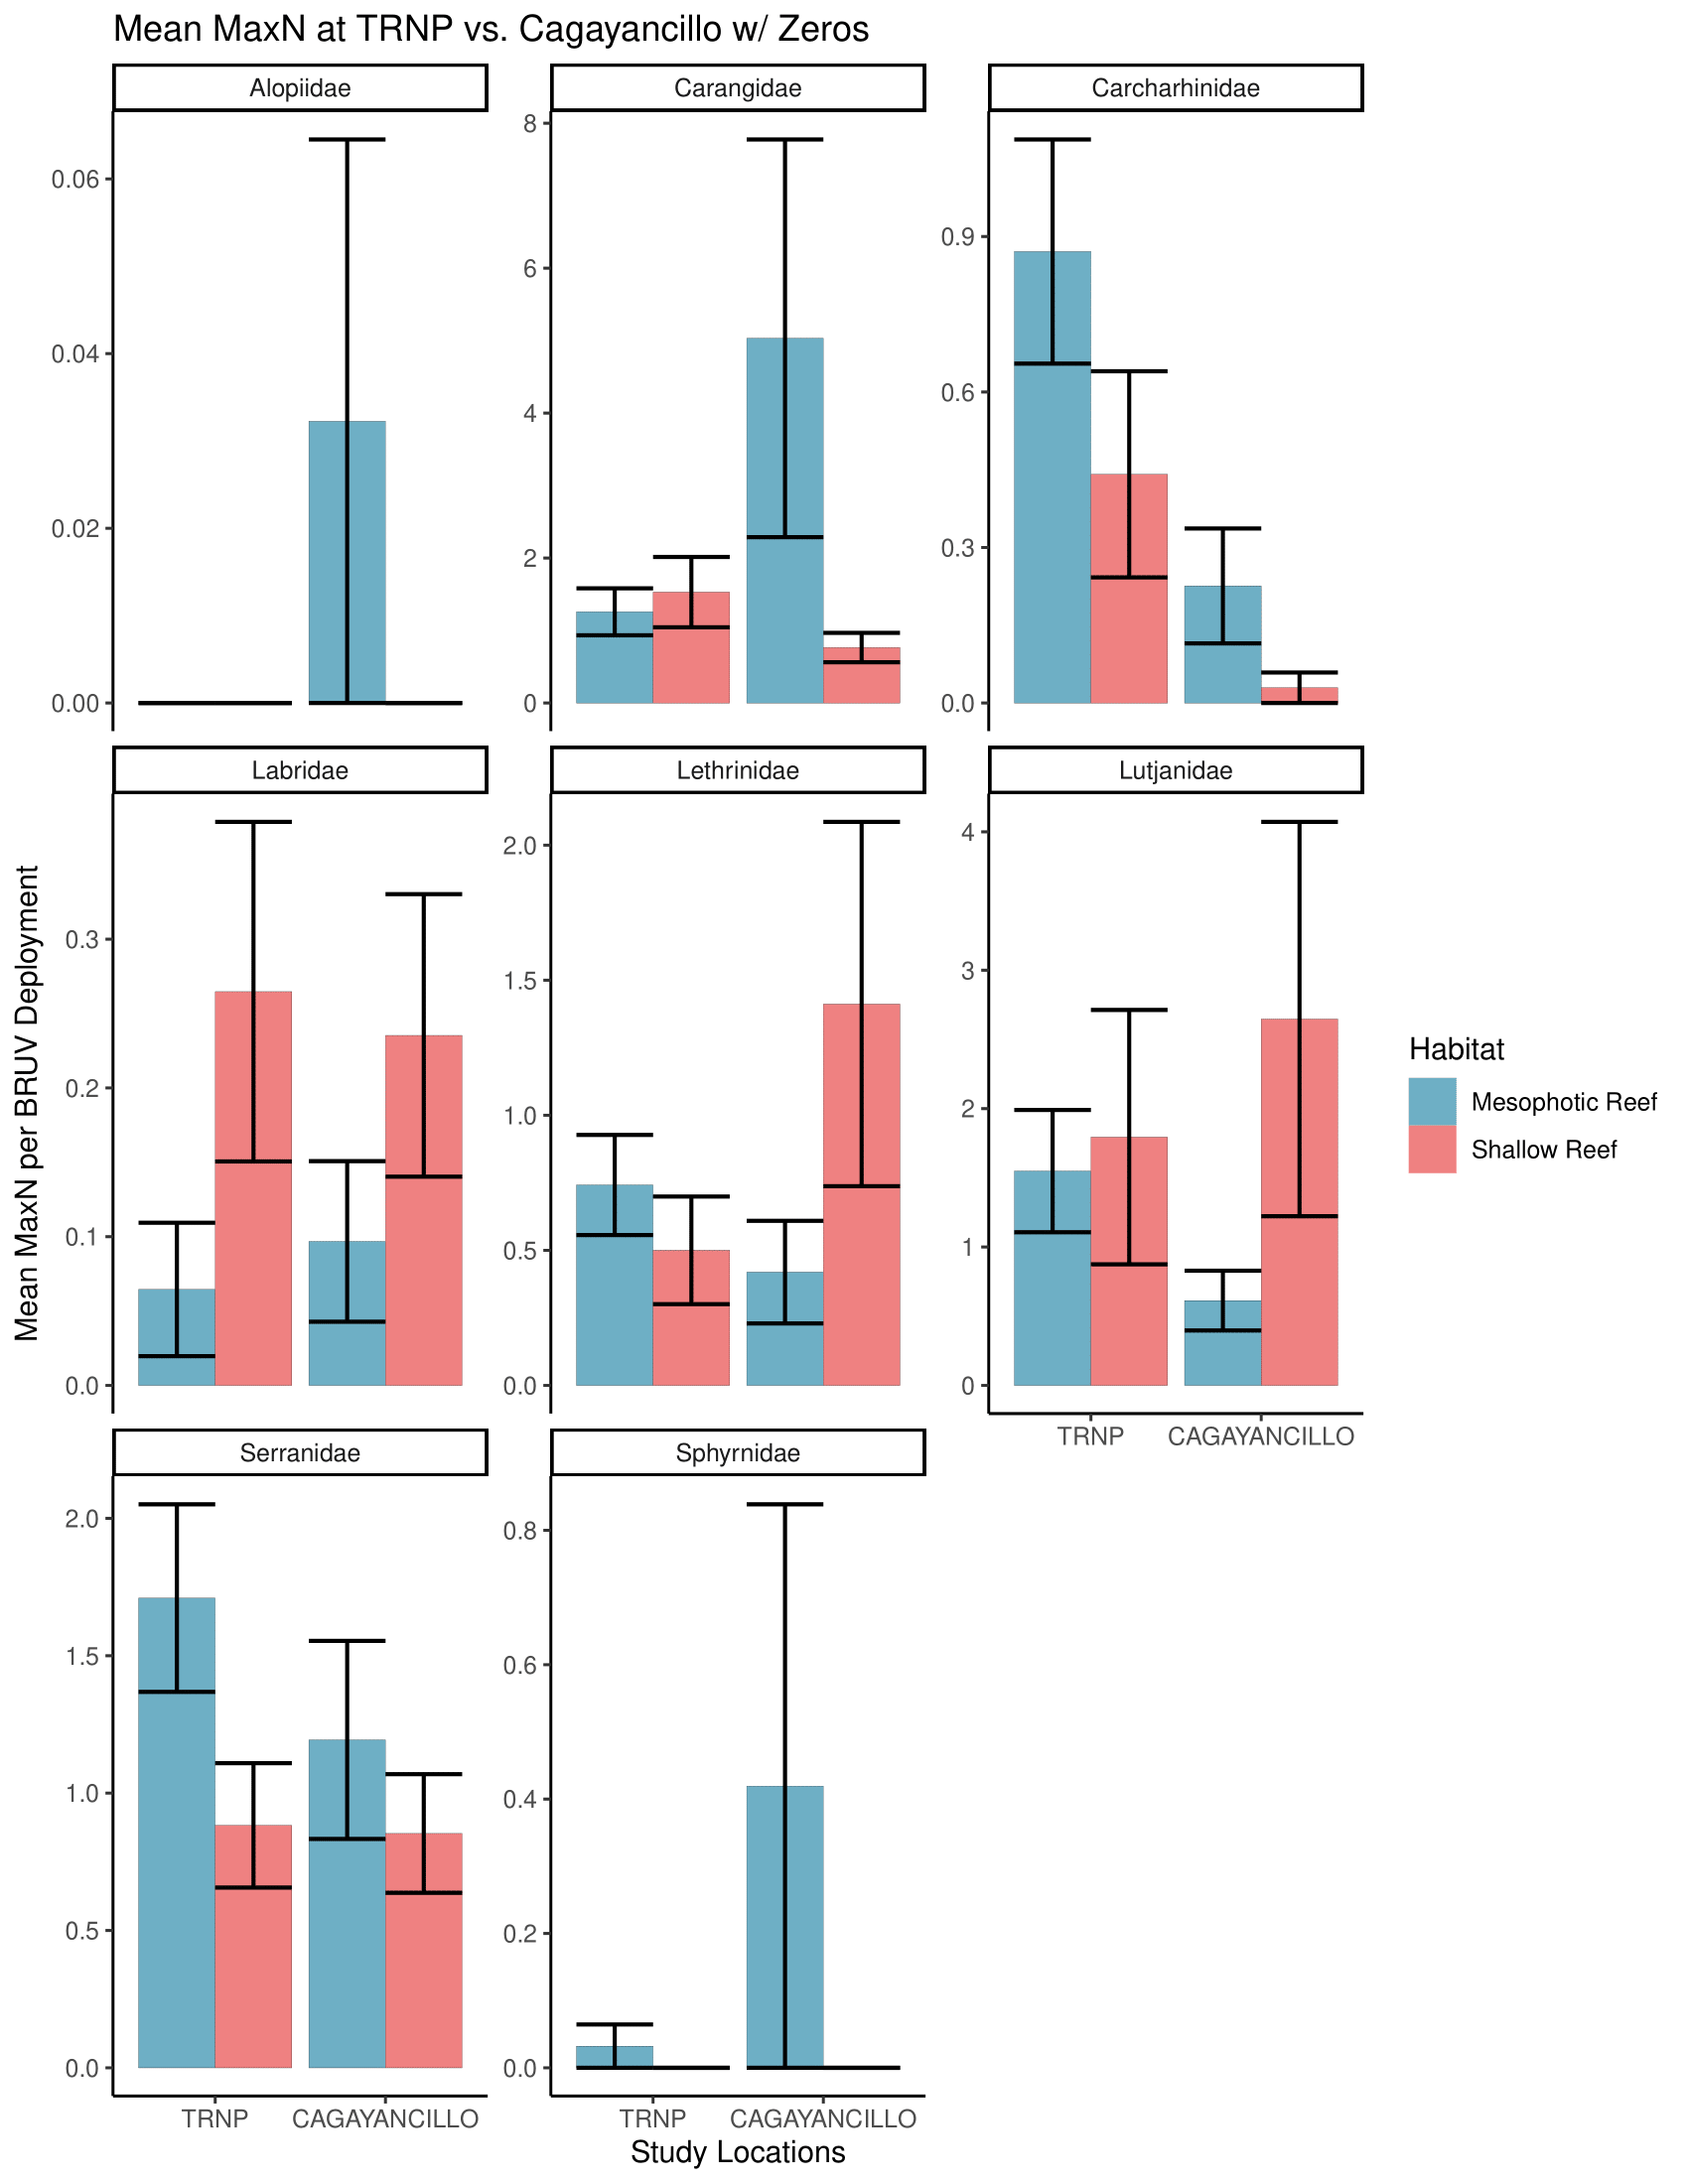 Mean MaxN at TRNP vs. Cagayancillo w/ Zeros
Alopiidae
Carangidae
Carcharhinidae
0.06
0.04
0.02
0.00
8
6
4
2
0
0.9
0.6
0.3
0.0
Labridae
Lethrinidae
Lutjanidae
Mean MaxN per BRUV Deployment
0.3
0.2
0.1
0.0
2.0
1.5
1.0
0.5
0.0
4
3
2
1
0
TRNP CAGAYANCILLO
Habitat
Mesophotic Reef
Shallow Reef
Serranidae
Sphyrnidae
2.0
1.5
1.0
0.5
0.0
0.8
0.6
0.4
0.2
0.0
TRNP CAGAYANCILLO
TRNP CAGAYANCILLO
Study Locations